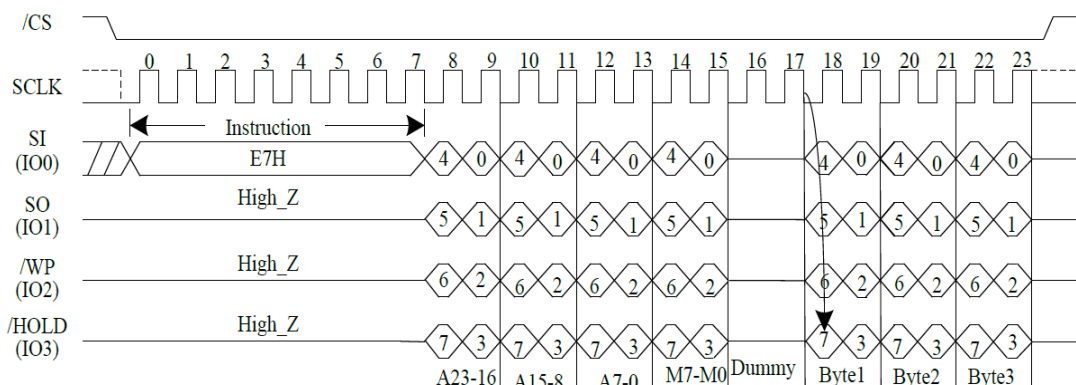 /CS
0 1 2 3 4 5 6 7 8 9 10 11 12 13 14 15 16 17 18 19 20 21 22 23
SCLK
Instruction
SI
(IO0)
E7H
4 0 4 0 4 0 4 0 4 0 4 0 4 0
High_Z
SO
(IO1)
5 1 5 1 5 1 5 1 5 1 5 1 5 1
High_Z
/WP
(IO2)
6 2 6 2 6 2 6 2 6 2 6 2 6 2
High_Z
/HOLD
(IO3)
7 3 7 3 7 3 7 3 7 3 7 3 7 3
A23-16 A15-8 A7-0 M7-M0 Dummy Byte1 Byte2 Byte3